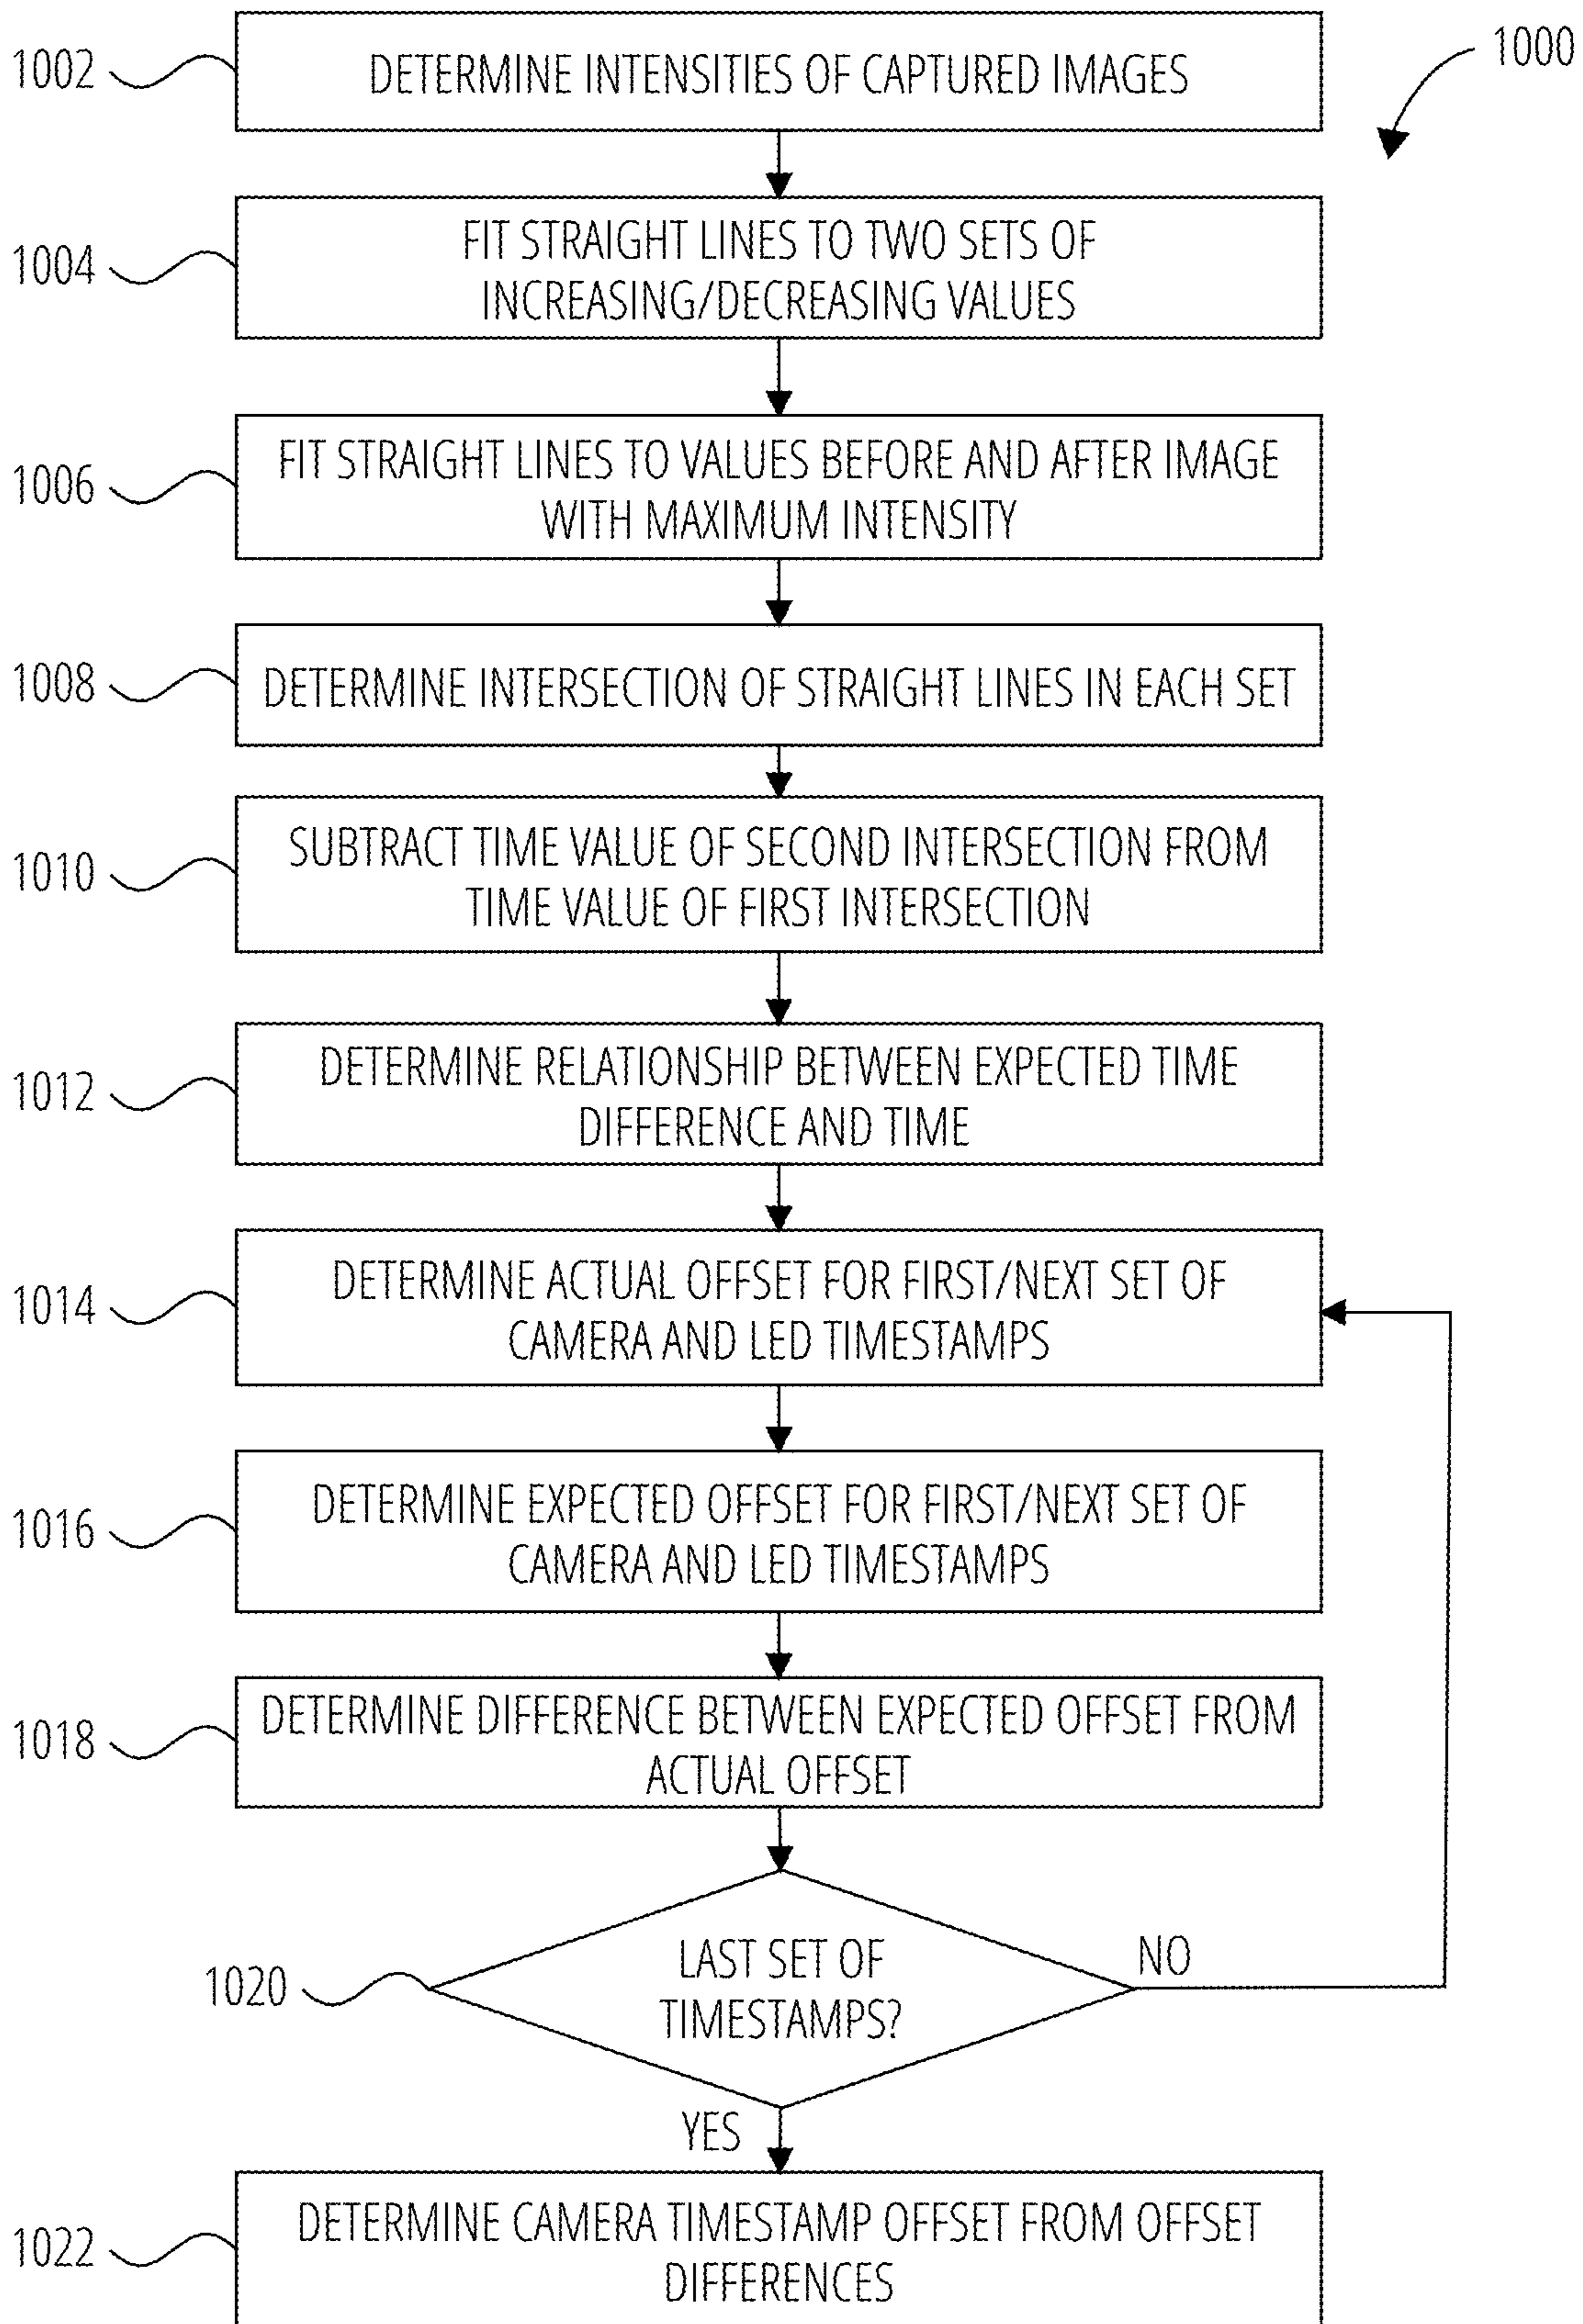 1000
1002
DETERMINE INTENSITIES OF CAPTURED IMAGES
1004
FIT STRAIGHT LINES TO TWO SETS OF
INCREASING/DECREASING VALUES
1006
FIT STRAIGHT LINES TO VALUES BEFORE AND AFTER IMAGE
WITH MAXIMUM INTENSITY
1008
DETERMINE INTERSECTION OF STRAIGHT LINES IN EACH SET
1010
SUBTRACT TIME VALUE OF SECOND INTERSECTION FROM
TIME VALUE OF FIRST INTERSECTION
1012
DETERMINE RELATIONSHIP BETWEEN EXPECTED TIME
DIFFERENCE AND TIME
1014
DETERMINE ACTUAL OFFSET FOR FIRST/NEXT SET OF
CAMERA AND LED TIMESTAMPS
1016
DETERMINE EXPECTED OFFSET FOR FIRST/NEXT SET OF
CAMERA AND LED TIMESTAMPS
1018
DETERMINE DIFFERENCE BETWEEN EXPECTED OFFSET FROM
ACTUAL OFFSET
1020
LAST SET OF
TIMESTAMPS?
NO
YES
1022
DETERMINE CAMERA TIMESTAMP OFFSET FROM OFFSET
DIFFERENCES